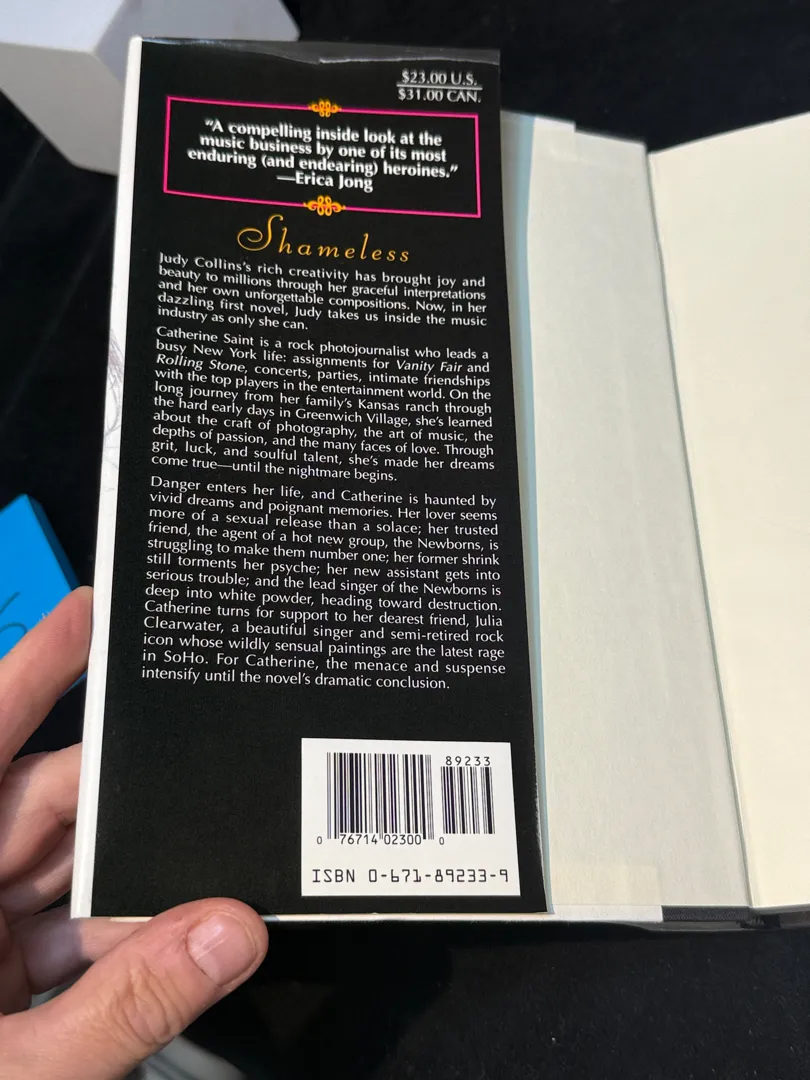 $23.00 U.S.
$31.00 CAN.
“A compelling inside look at the
music business by one of its most
enduring (and endearing) heroines.”
—Erica Jong
Shameless
Judy Collins’s rich creativity has brought joy and
beauty to millions through her graceful interpretations
and her own unforgettable compositions. Now, in her
dazzling first novel, Judy takes us inside the music
industry as only she can.
Catherine Saint is a rock photojournalist who leads a
busy New York life: assignments for Vanity Fair and
Rolling Stone, concerts, parties, intimate friendships
with the top players in the entertainment world. On the
long journey from her family’s Kansas ranch through
the hard early days in Greenwich Village, she’s learned
about the craft of photography, the art of music, the
depths of passion, and the many faces of love. Through
grit, luck, and soulful talent, she’s made her dreams
come true—until the nightmare begins.
Danger enters her life, and Catherine is haunted by
vivid dreams and poignant memories. Her lover seems
more of a sexual release than a solace; her trusted
friend, the agent of a hot new group, the Newborns, is
struggling to make them number one; her former shrink
still torments her psyche; her new assistant gets into
serious trouble; and the lead singer of the Newborns is
deep into white powder, heading toward destruction.
Catherine turns for support to her dearest friend, Julia
Clearwater, a beautiful singer and semi-retired rock
icon whose wildly sensual paintings are the latest rage
in SoHo. For Catherine, the menace and suspense
intensify until the novel’s dramatic conclusion.
89233
0 76714 02300 0
ISBN 0-671-89233-9